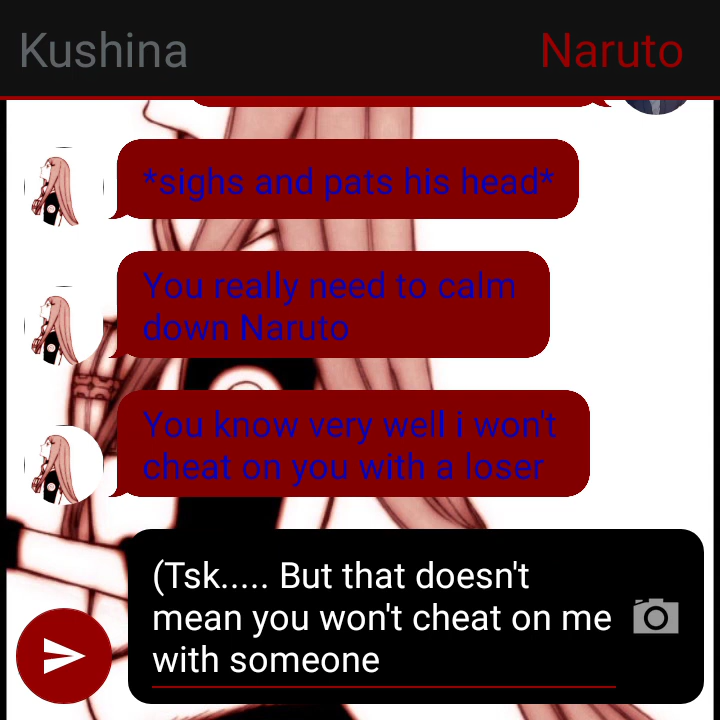 Kushina Naruto
*sighs and pats his head*
You really need to calm
down Naruto
You know very well i won't
cheat on you with a loser
(Tsk..... But that doesn't
mean you won't cheat on me
with someone